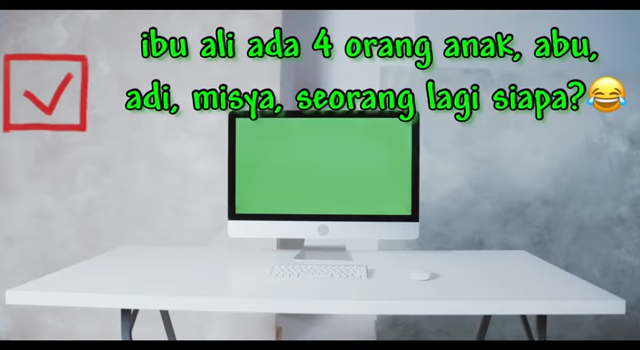 ibu ali ada 4 orang anak, abu,
adi, misya, seorang lagi siapa?😂